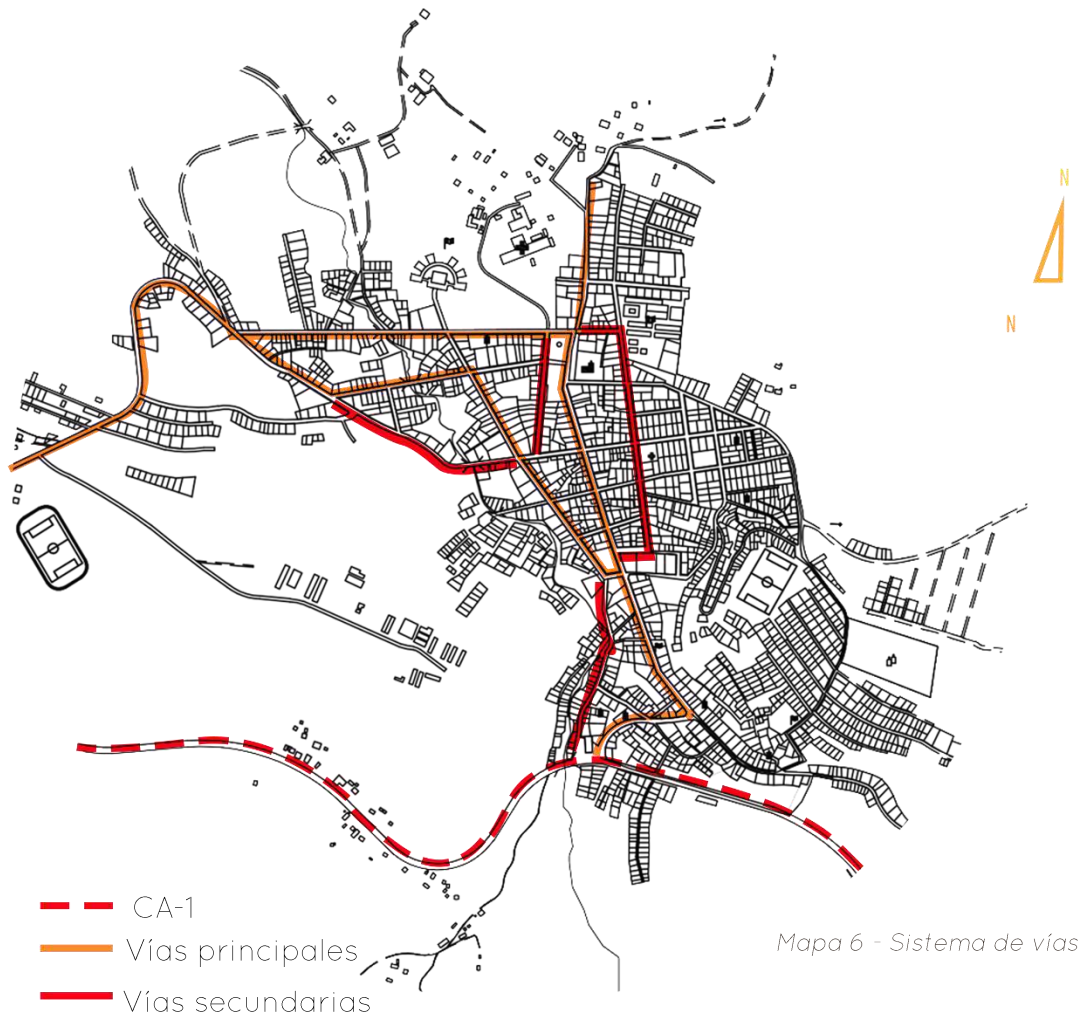 N
N
CA-1
Vías principales
Mapa 6 - Sistema de vías
Vías secundarias